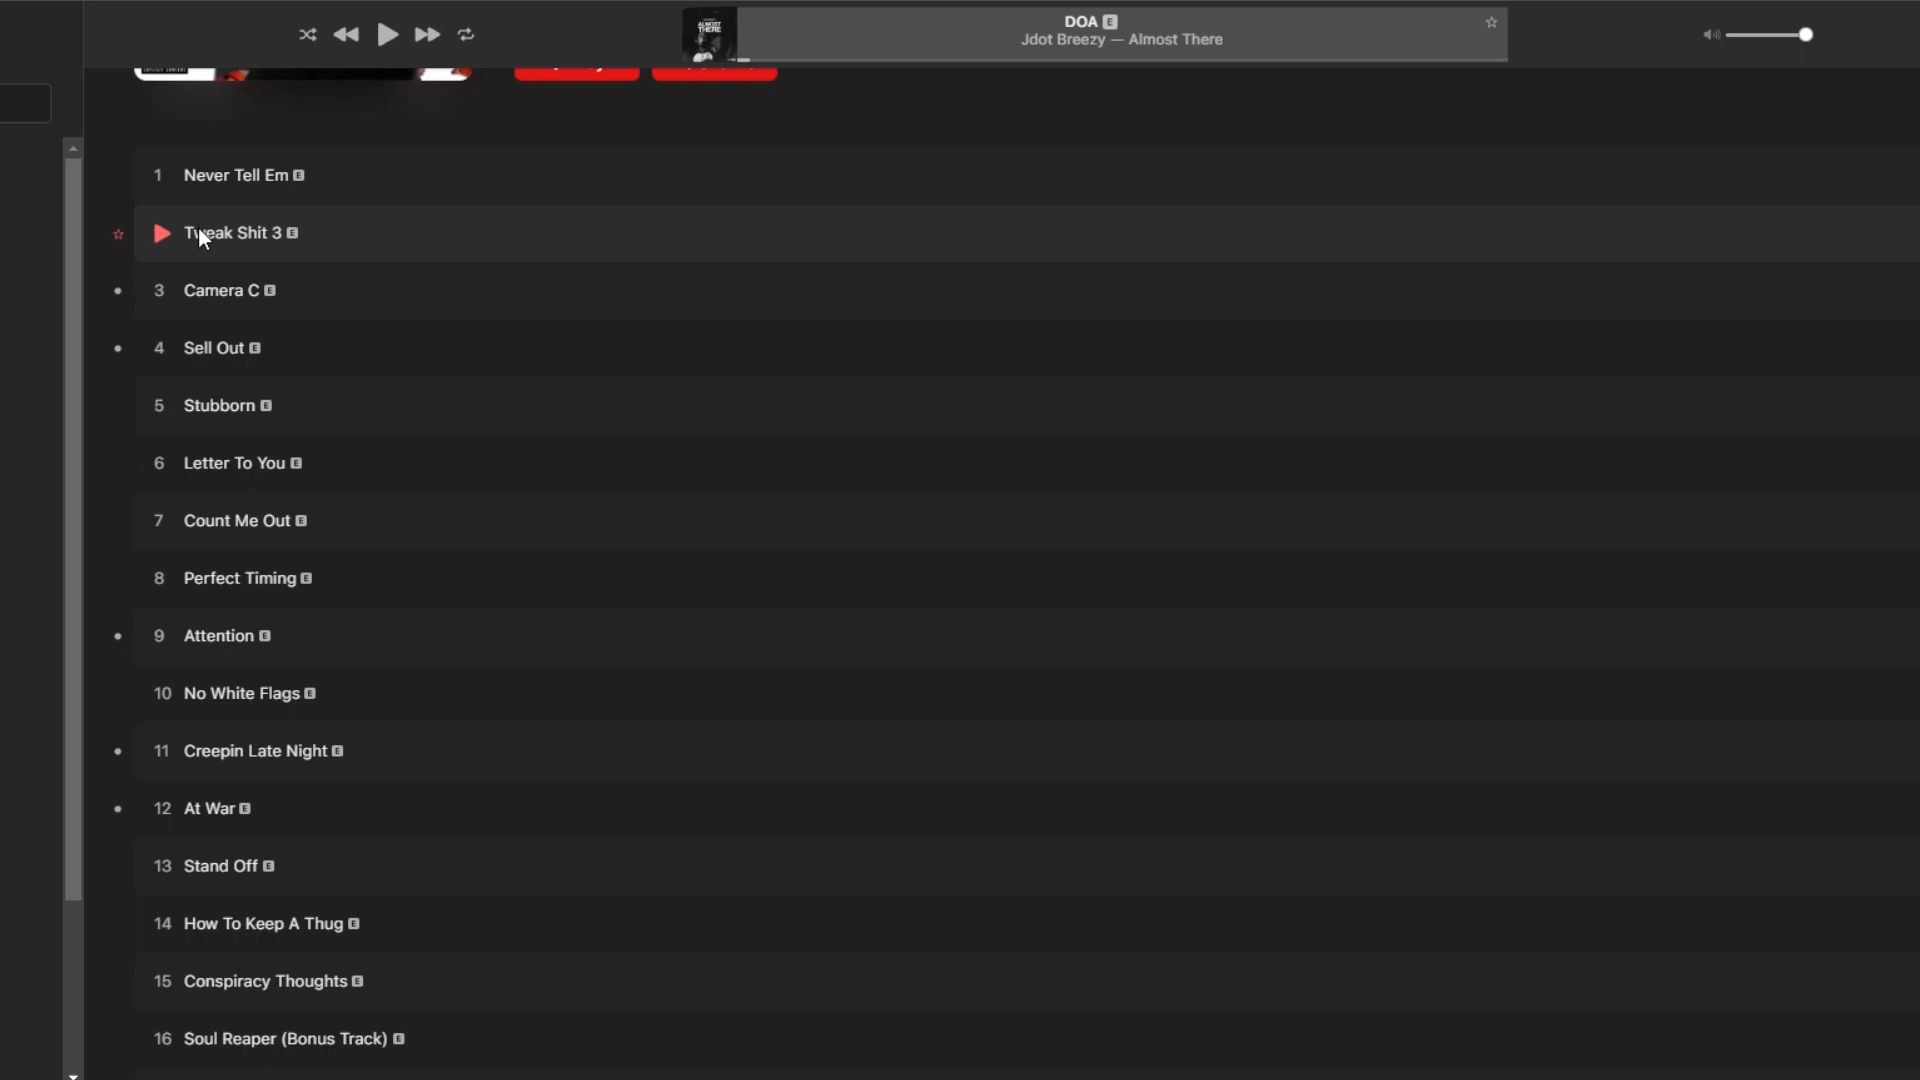 DOA E
Jdot Breezy — Almost There
ALMOST
THERE
1 Never Tell Em E
Tweak Shit 3 E
3 Camera C E
4 Sell Out E
5 Stubborn E
6 Letter To You E
7 Count Me Out E
8 Perfect Timing E
9 Attention E
10 No White Flags E
11 Creepin Late Night E
12 At War E
13 Stand Off E
14 How To Keep A Thug E
15 Conspiracy Thoughts E
16 Soul Reaper (Bonus Track) E